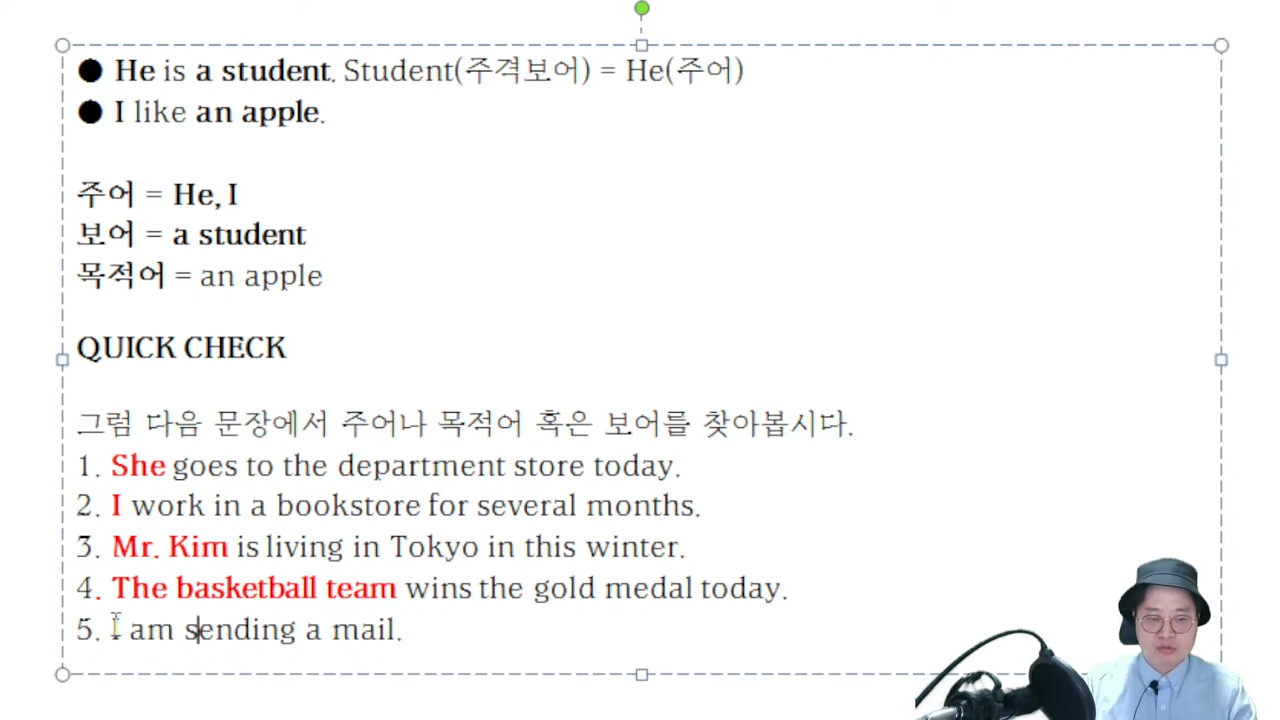 ● He is a student. Student(주격보어) = He(주어)
● I like an apple.
주어 = He, I
보어 = a student
목적어 = an apple
QUICK CHECK
그럼 다음 문장에서 주어나 목적어 혹은 보어를 찾아봅시다.
1. She goes to the department store today.
2. I work in a bookstore for several months.
3. Mr. Kim is living in Tokyo in this winter.
4. The basketball team wins the gold medal today.
5. I am sending a mail.